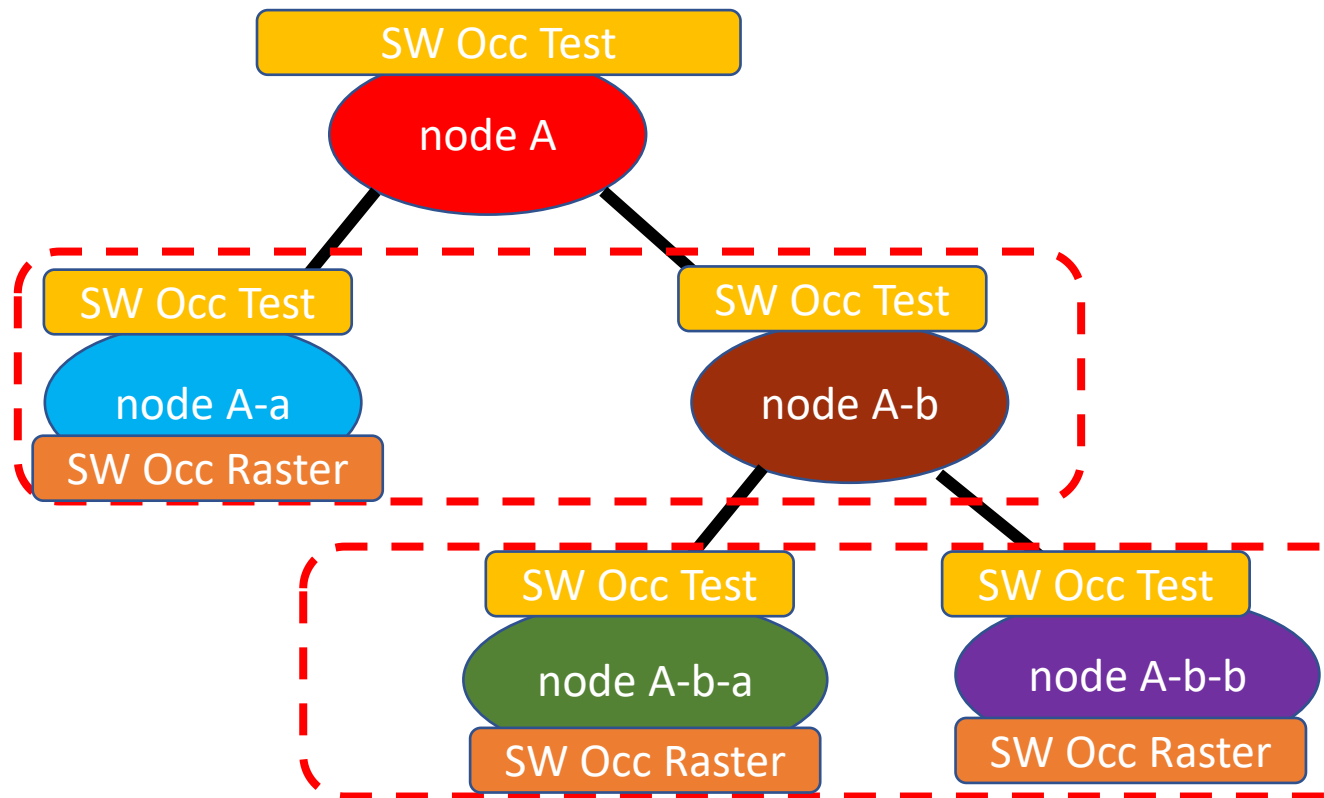 SW Occ Test
node A
SW Occ Test
SW Occ Test
node A-a
node A-b
SW Occ Raster
SW Occ Test
SW Occ Test
node A-b-a
node A-b-b
SW Occ Raster
SW Occ Raster